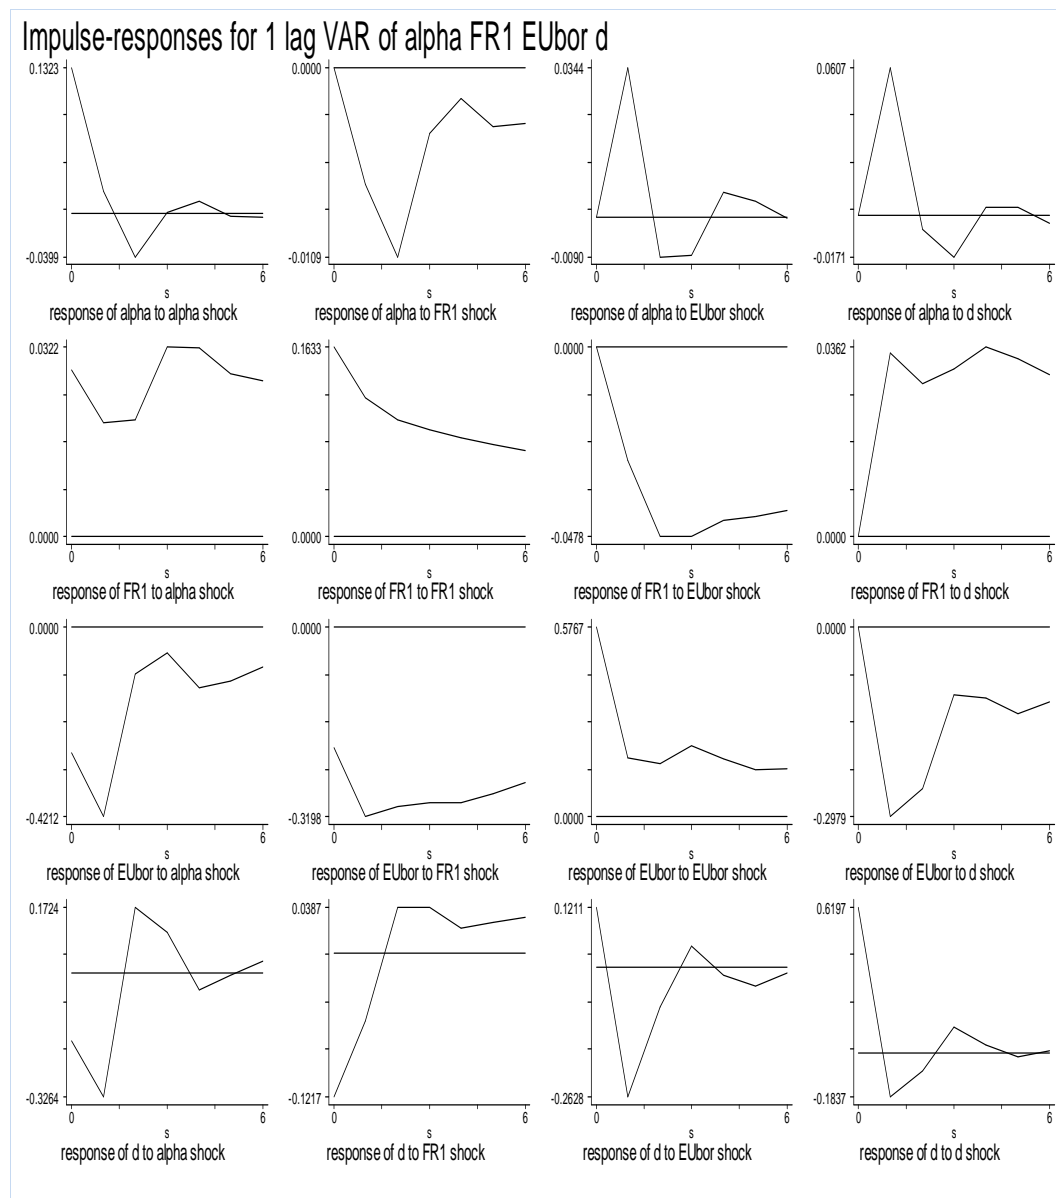 Impulse-responses for 1 lag VAR of alpha FR1 EUbor d
0.1323 0.0000 0.0344 0.0607
-0.0399 -0.0109 -0.0090 -0.0171
0 6 0 6 0 6 0 6
s s s s
response of alpha to alpha shock response of alpha to FR1 shock response of alpha to EUbor shock response of alpha to d shock
0.0322 0.1633 0.0000 0.0362
0.0000 0.0000 -0.0478 0.0000
0 6 0 6 0 6 0 6
s s s s
response of FR1 to alpha shock response of FR1 to FR1 shock response of FR1 to EUbor shock response of FR1 to d shock
0.0000 0.0000 0.5767 0.0000
-0.4212 -0.3198 0.0000 -0.2979
0 6 0 6 0 6 0 6
s s s s
response of EUbor to alpha shock response of EUbor to FR1 shock response of EUbor to EUbor shock response of EUbor to d shock
0.1724 0.0387 0.1211 0.6197
-0.3264 -0.1217 -0.2628 -0.1837
0 6 0 6 0 6 0 6
s s s s
response of d to alpha shock response of d to FR1 shock response of d to EUbor shock response of d to d shock